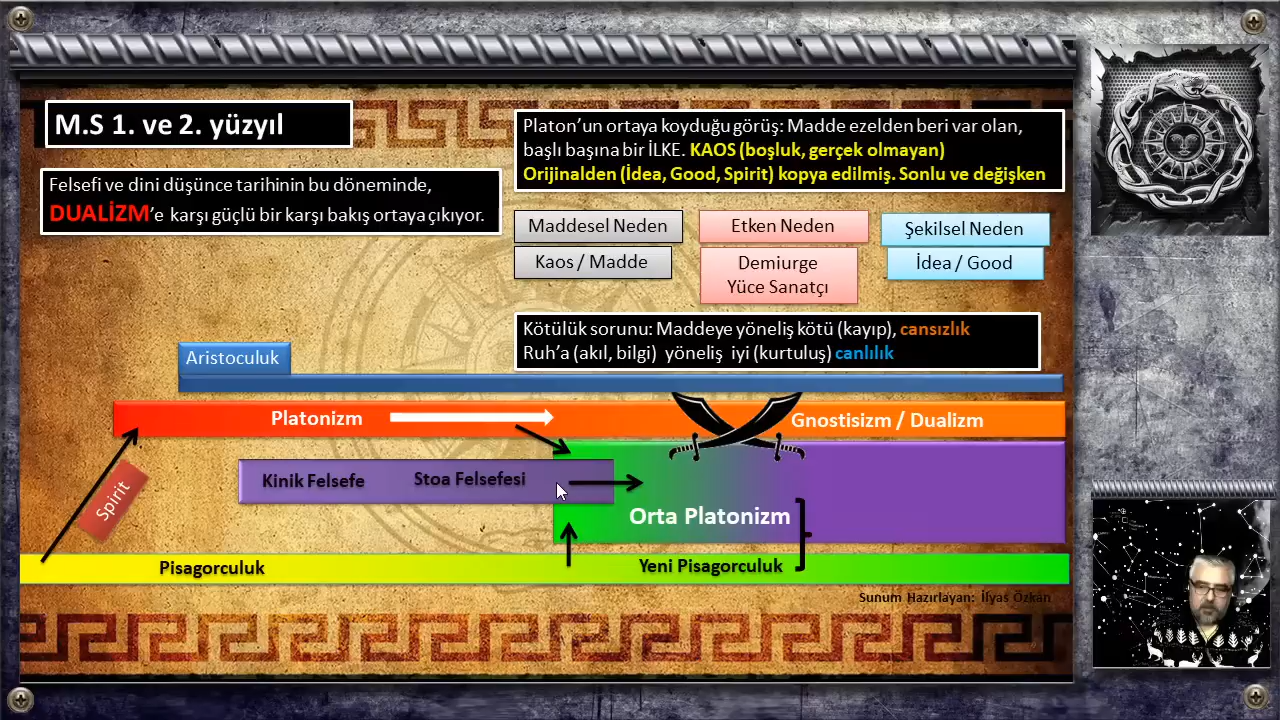 M.S 1. ve 2. yüzyıl
Felsefi ve dini düşünce tarihinin bu döneminde,
DUALİZM'e karşı güçlü bir karşı bakış ortaya çıkıyor.
Platon'un ortaya koyduğu görüş: Madde ezelden beri var olan,
başlı başına bir İLKE. KAOS (boşluk, gerçek olmayan)
Orijinalden (İdea, Good, Spirit) kopya edilmiş. Sonlu ve değişken
Maddesel Neden
Etken Neden
Şekilsel Neden
Kaos / Madde
Demiurge
Yüce Sanatçı
İdea / Good
Kötülük sorunu: Maddeye yöneliş kötü (kayıp), cansızlık
Ruh'a (akıl, bilgi) yöneliş iyi (kurtuluş) canlılık
Aristoculuk
Platonizm
Gnostisizm / Dualizm
Kinik Felsefe
Stoa Felsefesi
Spirit
Orta Platonizm
Pisagorculuk
Yeni Pisagorculuk
Sunum Hazırlayan: İlyas Özkan